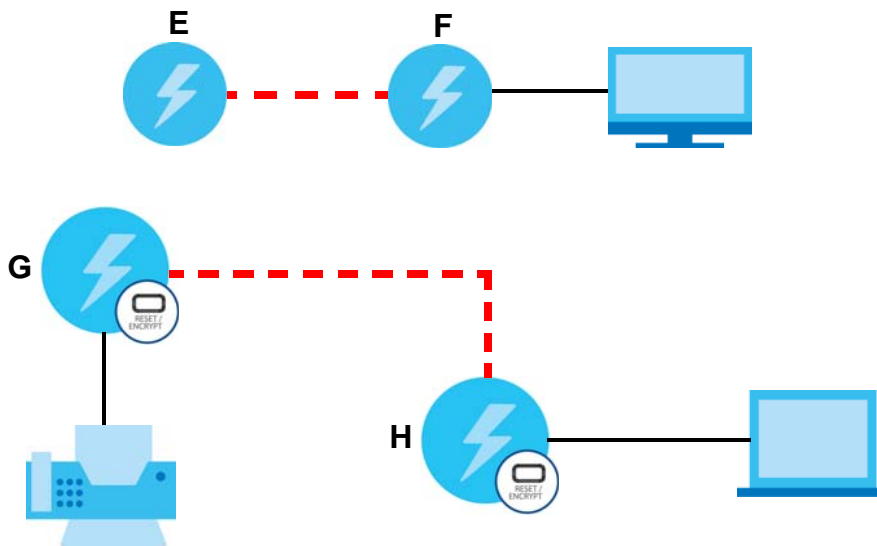 E
F
G
RESET /
ENCRYPT
H
RESET /
ENCRYPT